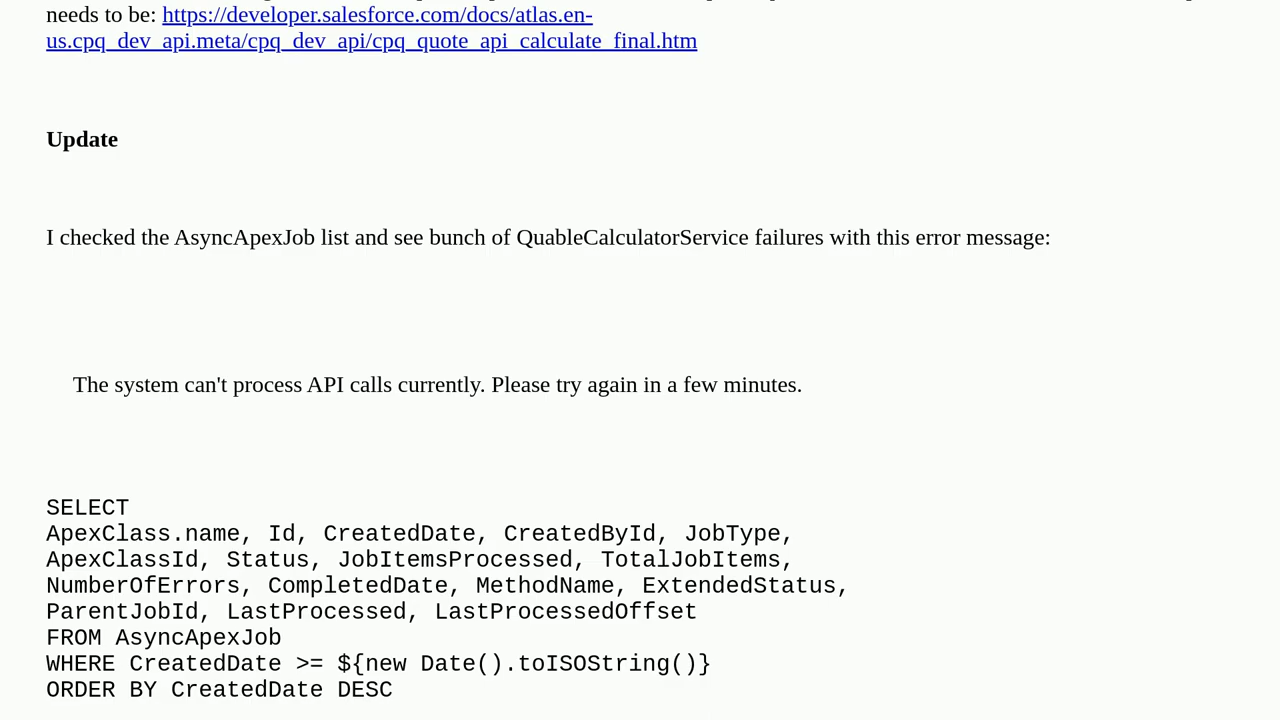 needs to be: https://developer.salesforce.com/docs/atlas.en-
us.cpq_dev_api.meta/cpq_dev_api/cpq_quote_api_calculate_final.htm
Update
I checked the AsyncApexJob list and see bunch of QuableCalculatorService failures with this error message:
The system can't process API calls currently. Please try again in a few minutes.
SELECT
ApexClass.name, Id, CreatedDate, CreatedById, JobType,
ApexClassId, Status, JobItemsProcessed, TotalJobItems,
NumberOfErrors, CompletedDate, MethodName, ExtendedStatus,
ParentJobId, LastProcessed, LastProcessedOffset
FROM AsyncApexJob
WHERE CreatedDate >= ${new Date().toISOString()}
ORDER BY CreatedDate DESC